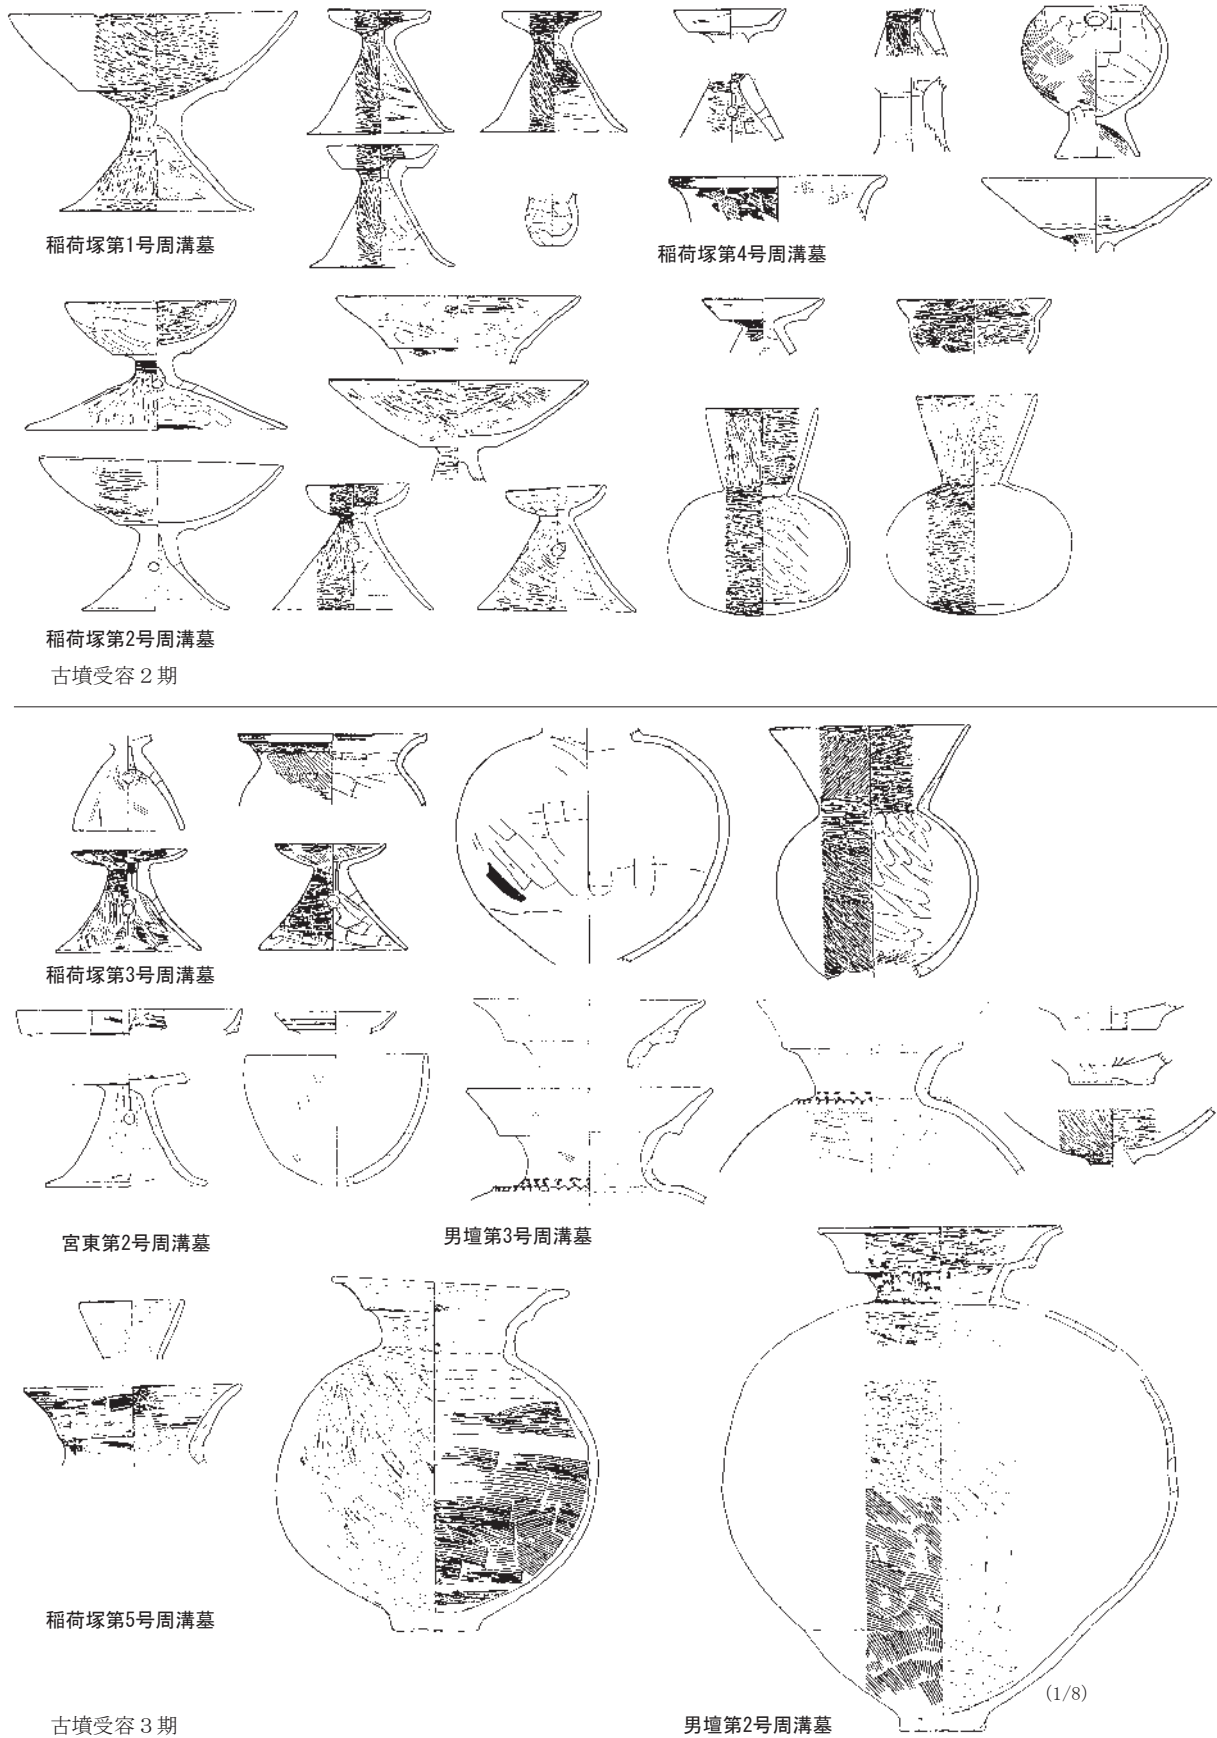 稲荷塚第1号周溝墓
稲荷塚第4号周溝墓
稲荷塚第2号周溝墓
古墳受容２期
稲荷塚第3号周溝墓
宮東第2号周溝墓
男壇第3号周溝墓
稲荷塚第5号周溝墓
(1/8)
古墳受容３期
男壇第2号周溝墓